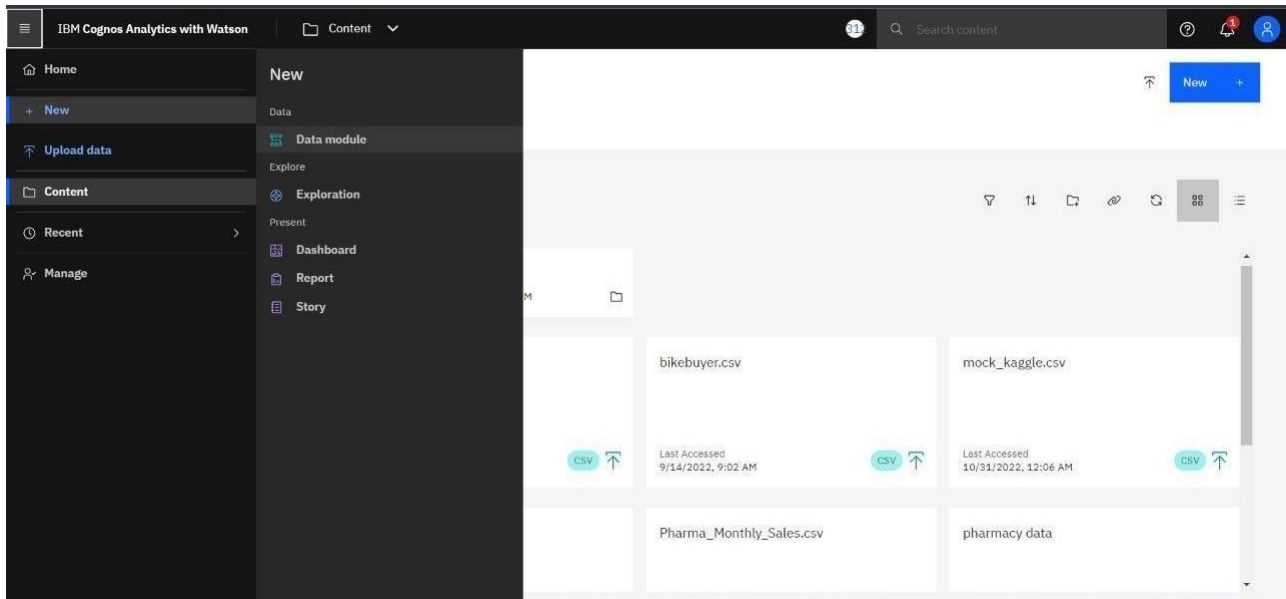 IBM Cognos Analytics with Watson
Content
Search content
1
Home
New
Upload data
Content
Recent
Manage
New
Data
Data module
Explore
Exploration
Present
Dashboard
Report
Story
New +
M
bikebuyer.csv
mock_kaggle.csv
CSV
Last Accessed
9/14/2022, 9:02 AM
CSV
Last Accessed
10/31/2022, 12:06 AM
CSV
Pharma_Monthly_Sales.csv
pharmacy data